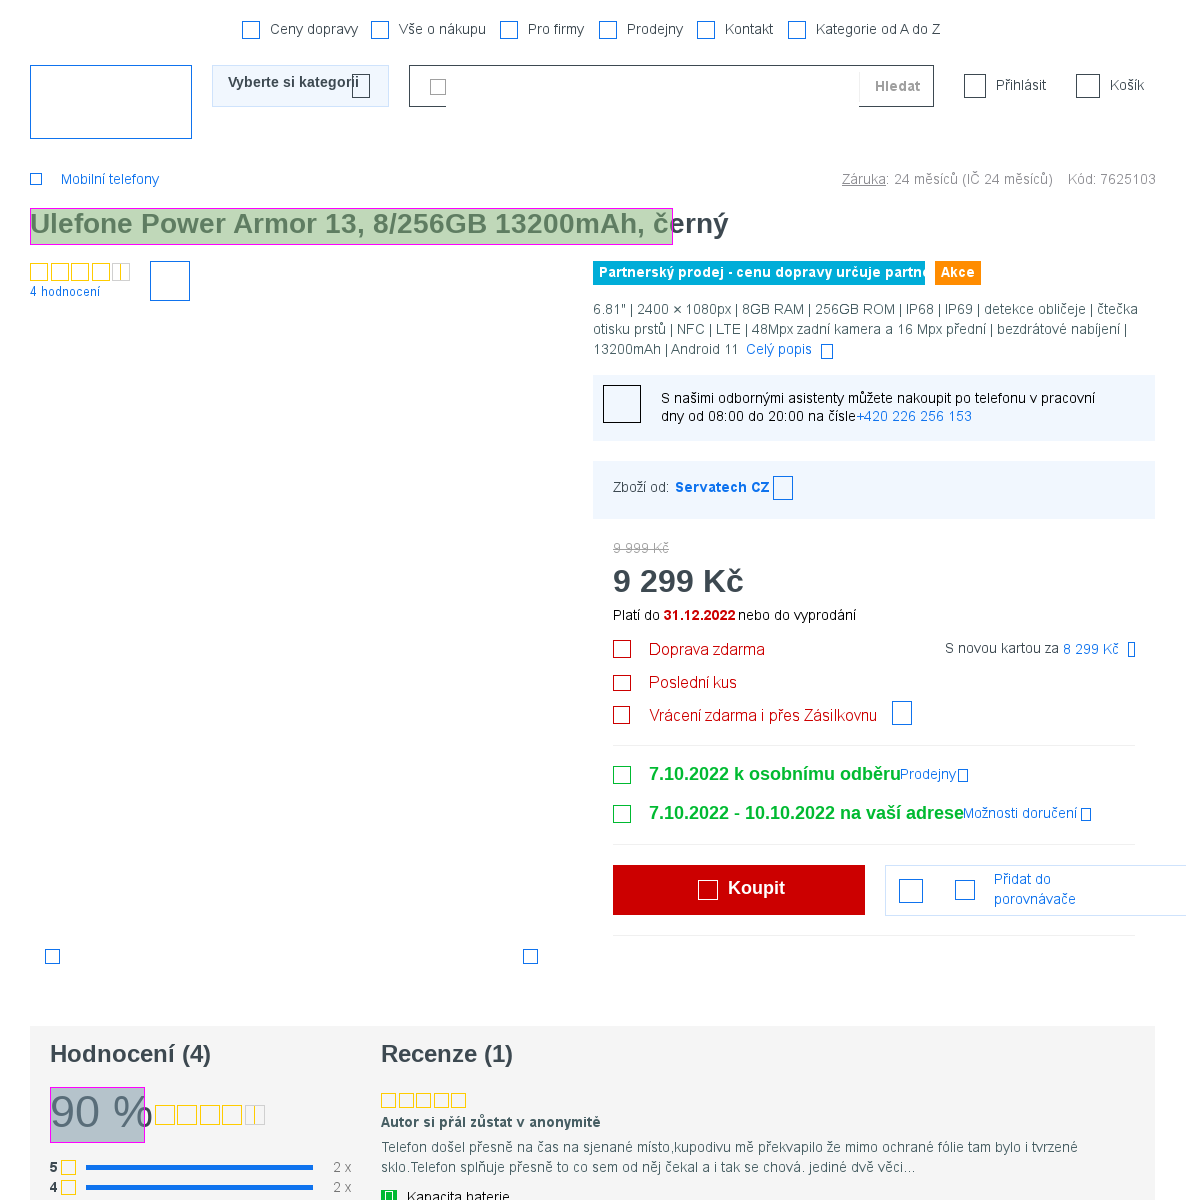 Ceny dopravy Vše o nákupu Pro firmy Prodejny Kontakt Kategorie od A do Z
Vyberte si kategorii Hledat Přihlásit Košík
Mobilní telefony Záruka: 24 měsíců (IČ 24 měsíců) Kód: 7625103
Ulefone Power Armor 13, 8/256GB 13200mAh, černý
4 hodnocení
Partnerský prodej - cenu dopravy určuje Akce
6.81" | 2400 × 1080px | 8GB RAM | 256GB ROM | IP68 | IP69 | detekce obličeje | čtečka
otisku prstů | NFC | LTE | 48Mpx zadní kamera a 16 Mpx přední | bezdrátové nabíjení |
13200mAh | Android 11 Celý popis
S našimi odbornými asistenty můžete nakoupit po telefonu v pracovní
dny od 08:00 do 20:00 na čísle+420 226 256 153
Zboží od: Servatech CZ
9 999 Kč
9 299 Kč
Platí do 31.12.2022 nebo do vyprodání
Doprava zdarma S novou kartou za 8 299 Kč
Poslední kus
Vrácení zdarma i přes Zásilkovnu
7.10.2022 k osobnímu odběru Prodejny
7.10.2022 - 10.10.2022 na vaší adrese Možnosti doručení
Koupit
Přidat do
porovnávače
Hodnocení (4)
90 %
5 2 x
4 2 x
Recenze (1)
Autor si přál zůstat v anonymitě
Telefon došel přesně na čas na sjenané místo,kupodivu mě překvapilo že mimo ochrané fólie tam bylo i tvrzené
sklo.Telefon splňuje přesně to co sem od něj čekal a i tak se chová. jediné dvě věci...
Kapacita baterie